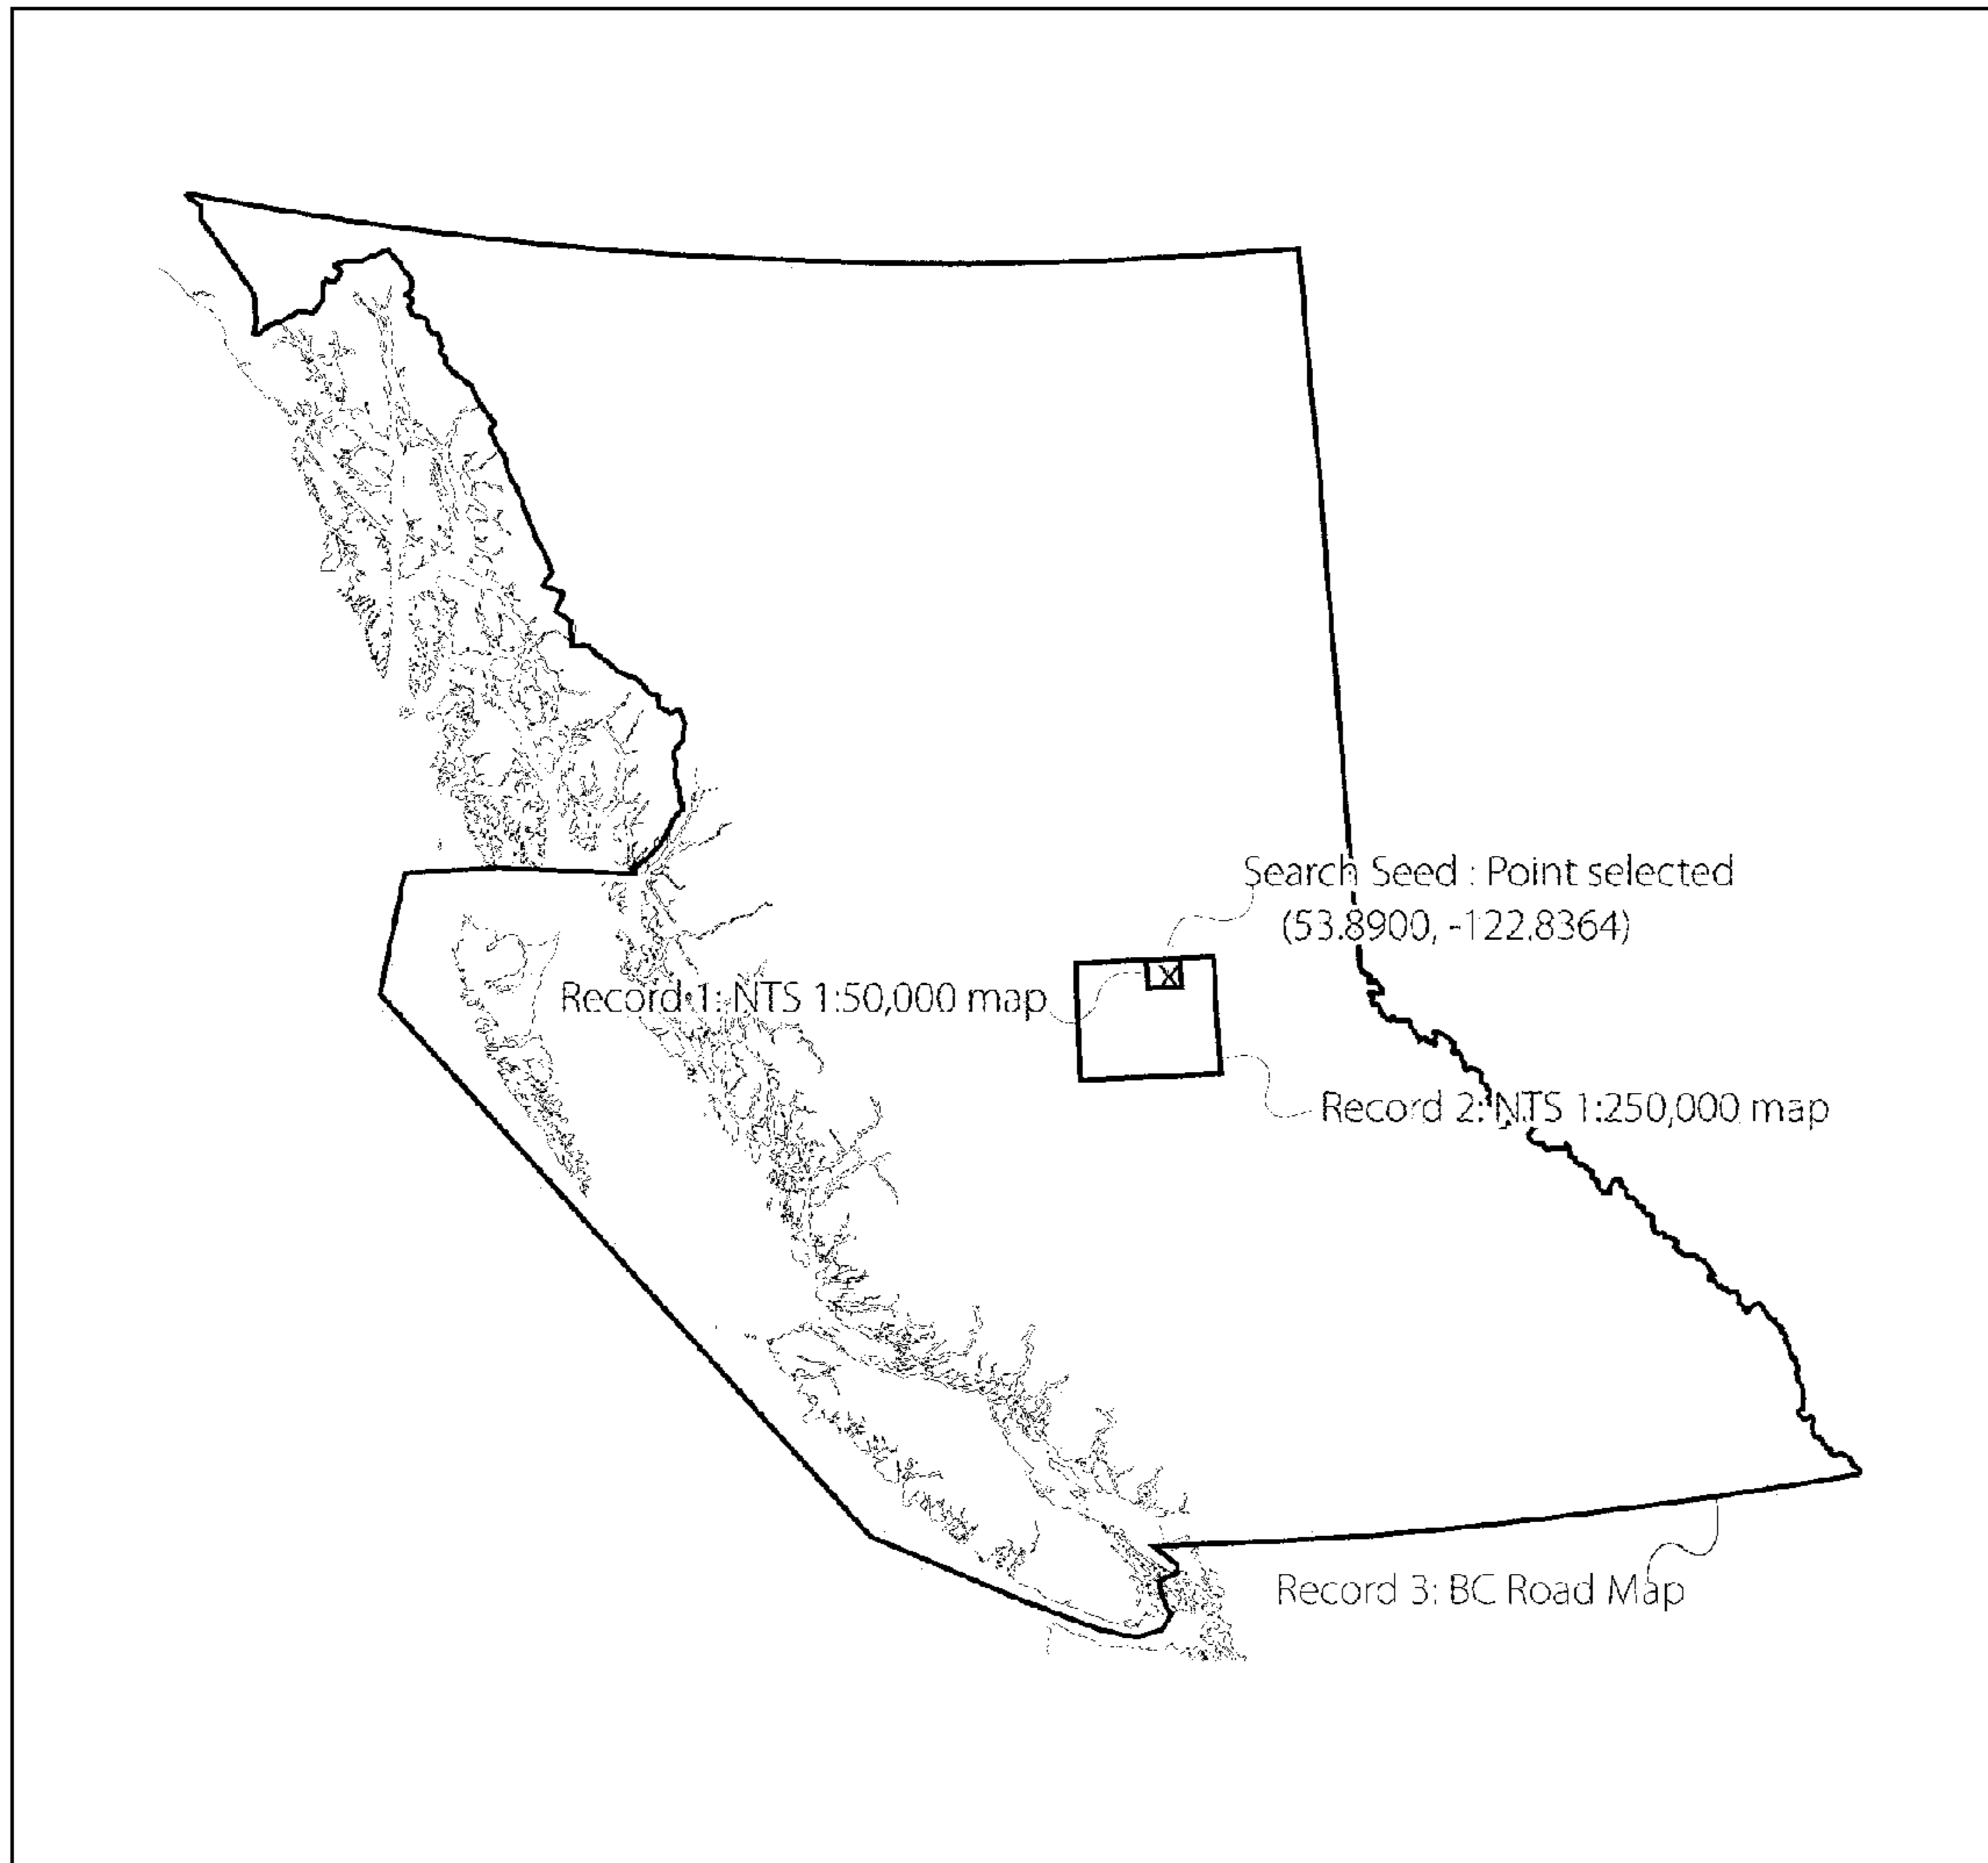 Search Seed : Point selected
(53.8900, -122.8364)
Record 1: NTS 1:50,000 map
Record 2: NTS 1:250,000 map
Record 3: BC Road Map